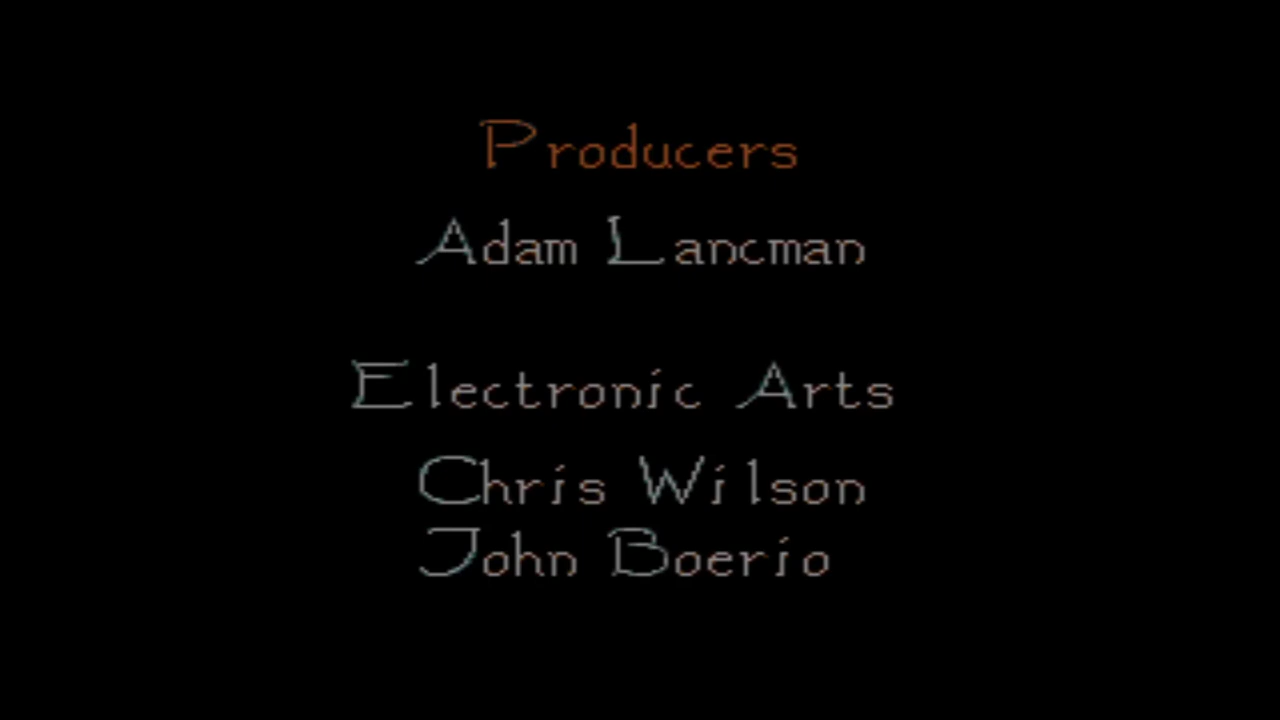 Producers
Adam Lancman
Electronic Arts
Chris Wilson
John Boerio